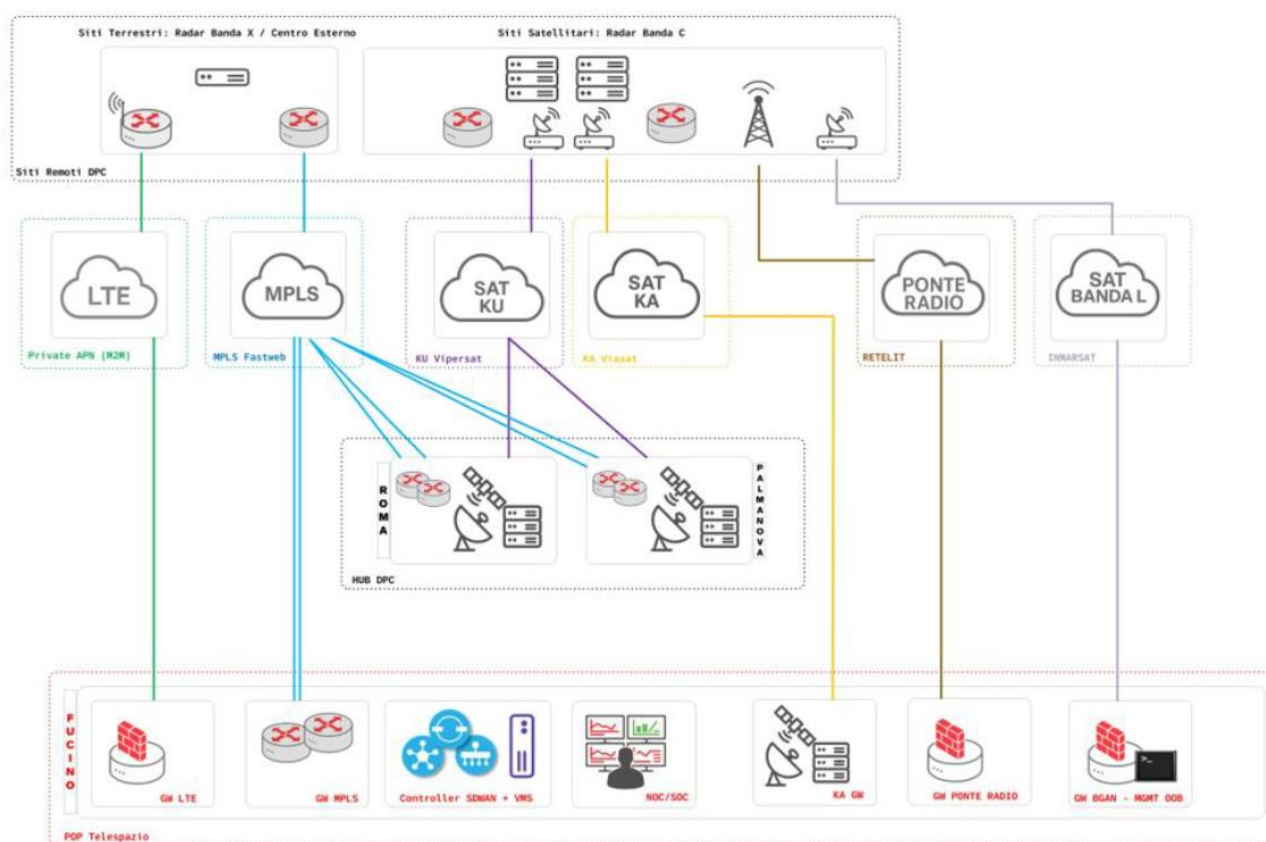 Siti Terrestri: Radar Banda X / Centro Esterno
Siti Satellitari: Radar Banda C
Siti Remoti DPC
LTE
MPLS
SAT
KU
SAT
KA
PONTE
RADIO
SAT
BANDA L
Private APN (M2M)
MPLS Fastweb
KU Vipersat
KA Viasat
RETELIT
INMARSAT
ROMA
PALMANOVA
HUB DPC
FUCINO
GW LTE
GW MPLS
Controller SDWAN + VMS
NOC/SOC
KA GW
GW PONTE RADIO
>_
GW BGAN - MGMT OOB
POP Telespazio